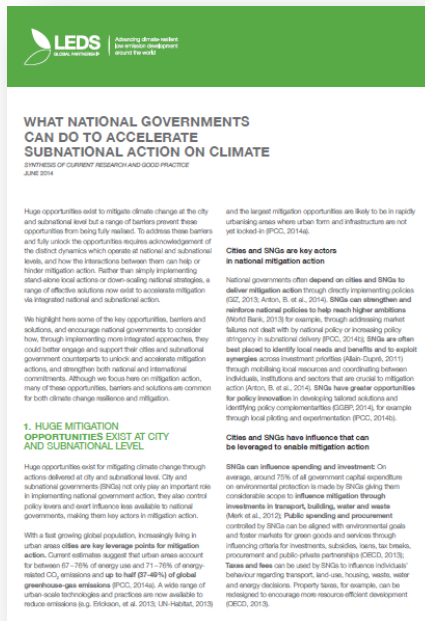 LEDS
GLOBAL PARTNERSHIP
Advancing climate-resilient
low emission development
around the world
WHAT NATIONAL GOVERNMENTS
CAN DO TO ACCELERATE
SUBNATIONAL ACTION ON CLIMATE
SYNTHESIS OF CURRENT RESEARCH AND GOOD PRACTICE
JUNE 2014
Huge opportunities exist to mitigate climate change at the city
and subnational level but a range of barriers prevent these
opportunities from being fully realised. To address these barriers
and fully unlock the opportunities requires acknowledgement of
the distinct dynamics which operate at national and subnational
levels, and how the interactions between them can help or
hinder mitigation action. Rather than simply implementing
stand-alone local actions or down-scaling national strategies, a
range of effective solutions now exist to accelerate mitigation
via integrated national and subnational action.
We highlight here some of the key opportunities, barriers and
solutions, and encourage national governments to consider
how, through implementing more integrated approaches, they
could better engage and support their cities and subnational
government counterparts to unlock and accelerate mitigation
actions, and strengthen both national and international
commitments. Although we focus here on mitigation action,
many of these opportunities, barriers and solutions are common
for both climate change resilience and mitigation.
1. HUGE MITIGATION
OPPORTUNITIES EXIST AT CITY
AND SUBNATIONAL LEVEL
Huge opportunities exist for mitigating climate change through
actions delivered at city and subnational level. City and
subnational governments (SNGs) not only play an important role
in implementing national government action, they also control
policy levers and exert influence less available to national
governments, making them key actors in mitigation action.
With a fast growing global population, increasingly living in
urban areas cities are key leverage points for mitigation
action. Current estimates suggest that urban areas account
for between 67–76% of energy use and 71–76% of energy-
related CO2 emissions and up to half (37-49%) of global
greenhouse-gas emissions (IPCC, 2014a). A wide range of
urban-scale technologies and practices are now available to
reduce emissions (e.g. Erickson, et al. 2013; UN-Habitat, 2013)
and the largest mitigation opportunities are likely to be in rapidly
urbanising areas where urban form and infrastructure are not
yet locked-in (IPCC, 2014a).
Cities and SNGs are key actors
in national mitigation action
National governments often depend on cities and SNGs to
deliver mitigation action through directly implementing policies
(GIZ, 2013; Anton, B. et al., 2014). SNGs can strengthen and
reinforce national policies to help reach higher ambitions
(World Bank, 2013) for example, through addressing market
failures not dealt with by national policy or increasing policy
stringency in subnational delivery (IPCC, 2014b); SNGs are often
best placed to identify local needs and benefits and to exploit
synergies across investment priorities (Allain-Dupré, 2011)
through mobilising local resources and coordinating between
individuals, institutions and sectors that are crucial to mitigation
action (Anton, B. et al., 2014). SNGs have greater opportunities
for policy innovation in developing tailored solutions and
identifying policy complementarities (GGBP, 2014), for example
through local piloting and experimentation (IPCC, 2014b).
Cities and SNGs have influence that can
be leveraged to enable mitigation action
SNGs can influence spending and investment: On
average, around 75% of all government capital expenditure
on environmental protection is made by SNGs giving them
considerable scope to influence mitigation through
investments in transport, building, water and waste
(Merk et al., 2012); Public spending and procurement
controlled by SNGs can be aligned with environmental goals
and foster markets for green goods and services through
influencing criteria for investments, subsidies, loans, tax breaks,
procurement and public-private partnerships (OECD, 2013);
Taxes and fees can be used by SNGs to influence individuals'
behaviour regarding transport, land-use, housing, waste, water
and energy decisions. Property taxes, for example, can be
redesigned to encourage more resource efficient development
(OECD, 2013).